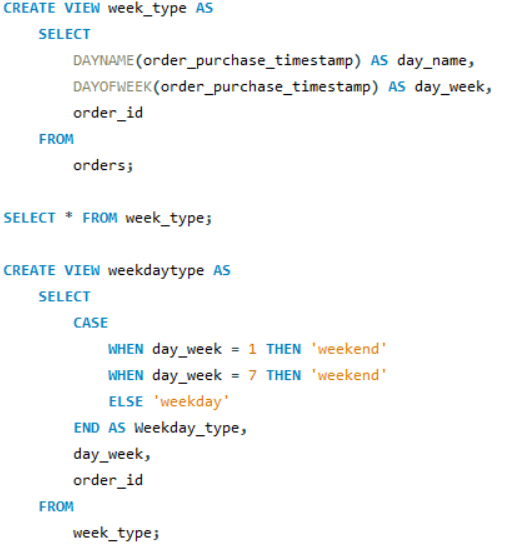 CREATE VIEW week_type AS
SELECT
DAYNAME(order_purchase_timestamp) AS day_name,
DAYOFWEEK(order_purchase_timestamp) AS day_week,
order_id
FROM
orders;
SELECT * FROM week_type;
CREATE VIEW weekdaytype AS
SELECT
CASE
WHEN day_week = 1 THEN 'weekend'
WHEN day_week = 7 THEN 'weekend'
ELSE 'weekday'
END AS Weekday_type,
day_week,
order_id
FROM
week_type;